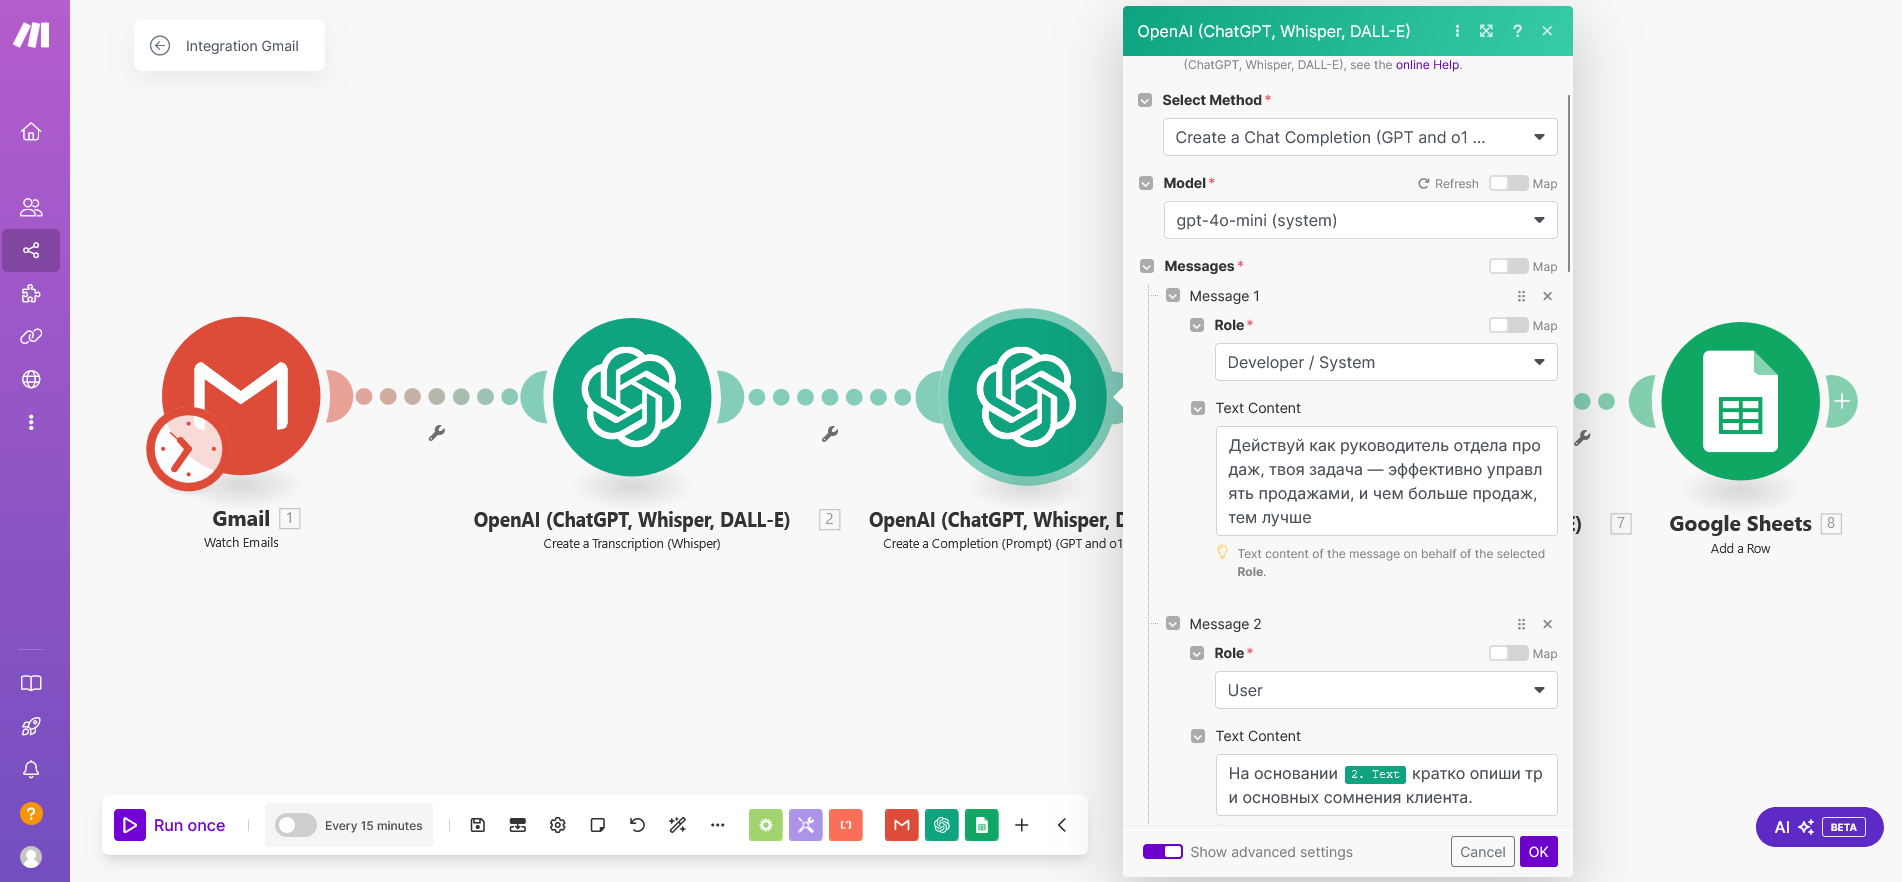 Integration Gmail
OpenAI (ChatGPT, Whisper, DALL-E)
(ChatGPT, Whisper, DALL-E), see the online Help.
Select Method*
Create a Chat Completion (GPT and o1 ...
Model*
Refresh
Map
gpt-4o-mini (system)
Messages*
Map
Message 1
Role*
Map
Developer / System
Text Content
Действуй как руководитель отдела про
даж, твоя задача — эффективно управл
ять продажами, и чем больше продаж,
тем лучше
Text content of the message on behalf of the selected
Role.
Message 2
Role*
Map
User
Text Content
На основании 2. Text кратко опиши тр
и основных сомнения клиента.
Show advanced settings
Cancel
OK
Gmail 1
Watch Emails
OpenAI (ChatGPT, Whisper, DALL-E) 2
Create a Transcription (Whisper)
OpenAI (ChatGPT, Whisper, D
Create a Completion (Prompt) (GPT and o1
E) 7
Google Sheets 8
Add a Row
Run once
Every 15 minutes
AI BETA